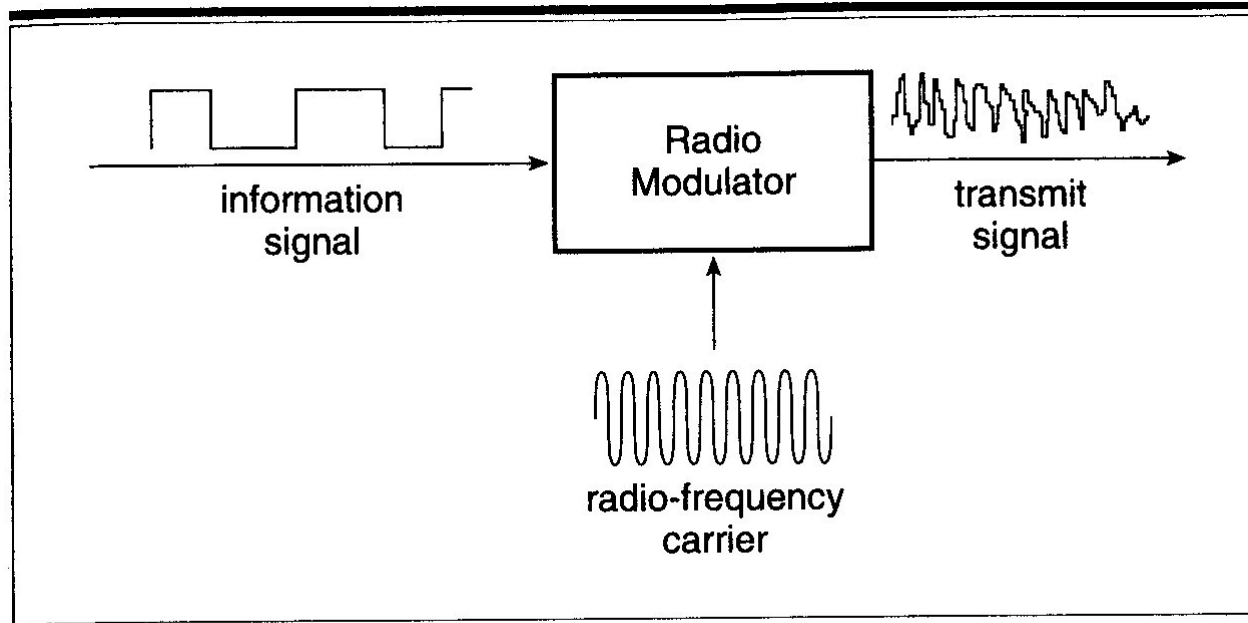 information
signal
Radio
Modulator
transmit
signal
radio-frequency
carrier